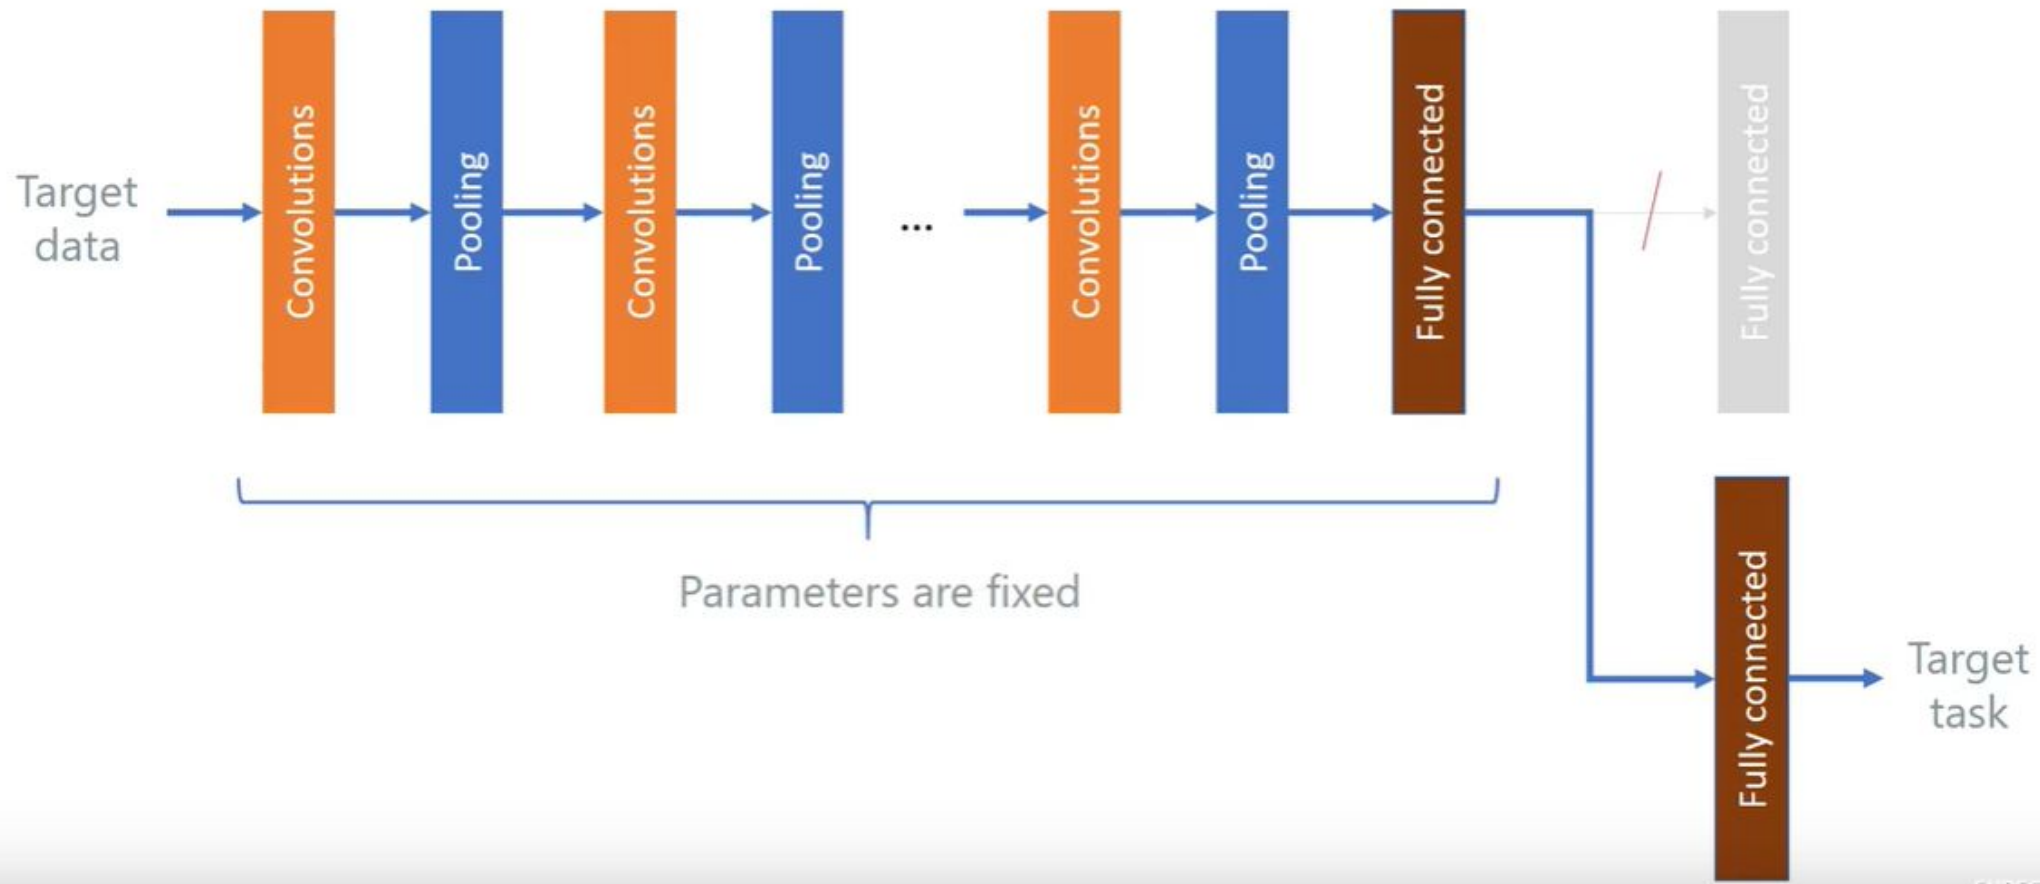 Target
data
Convolutions
Pooling
Convolutions
Pooling
...
Convolutions
Pooling
Fully connected
Fully connected
Parameters are fixed
Fully connected
Target
task